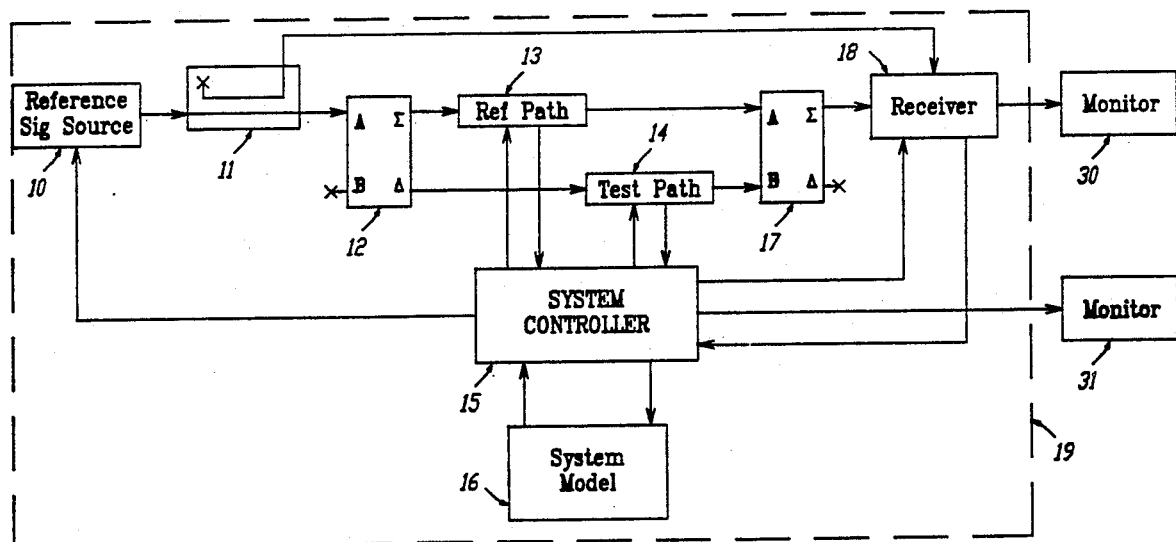 13
18
Reference
Sig Source
10
11
A Σ
B Δ
12
Ref Path
14
Test Path
A Σ
B Δ
17
Receiver
Monitor
30
SYSTEM
CONTROLLER
15
Monitor
31
System
Model
16
19